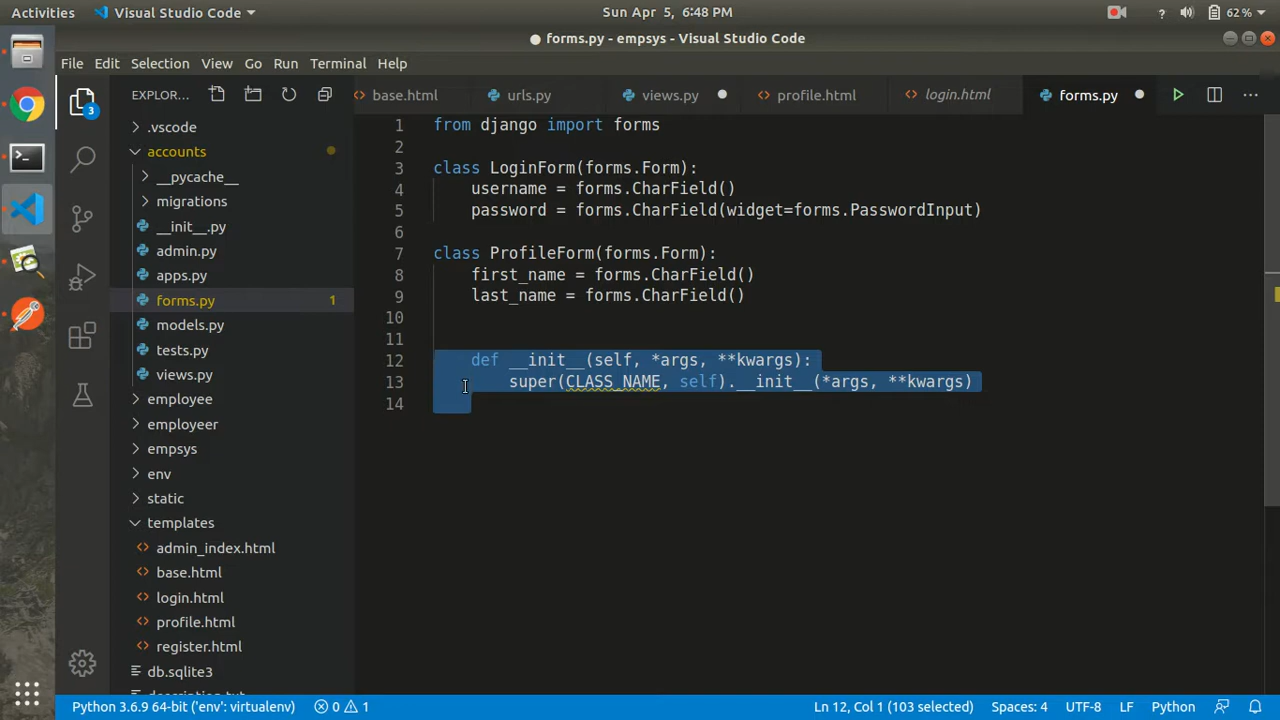 Activities Visual Studio Code Sun Apr 5, 6:48 PM ? 62 %
forms.py - empsys - Visual Studio Code
File Edit Selection View Go Run Terminal Help
3
EXPLOR...
base.html urls.py views.py profile.html login.html forms.py
.vscode
accounts
__pycache__
migrations
__init__.py
admin.py
apps.py
forms.py 1
models.py
tests.py
views.py
employee
employeer
empsys
env
static
templates
admin_index.html
base.html
login.html
profile.html
register.html
db.sqlite3
1 from django import forms
2
3 class LoginForm(forms.Form):
4 username = forms.CharField()
5 password = forms.CharField(widget=forms.PasswordInput)
6
7 class ProfileForm(forms.Form):
8 first_name = forms.CharField()
9 last_name = forms.CharField()
10
11
12 def __init__(self, *args, **kwargs):
13 super(CLASS_NAME, self).__init__(*args, **kwargs)
14
Python 3.6.9 64-bit ('env': virtualenv) 0 1 Ln 12, Col 1 (103 selected) Spaces: 4 UTF-8 LF Python